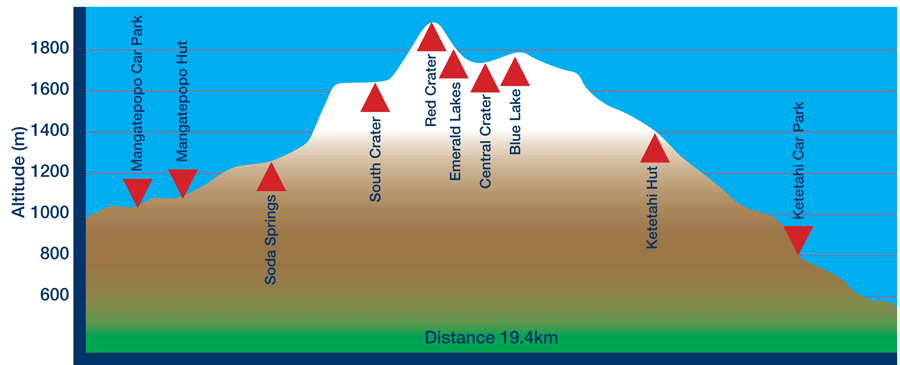 Altitude (m)
1800
1600
1400
1200
1000
800
600
Mangatepopo Car Park
Mangatepopo Hut
Soda Springs
South Crater
Red Crater
Emerald Lakes
Central Crater
Blue Lake
Ketetahi Hut
Ketetahi Car Park
Distance 19.4km